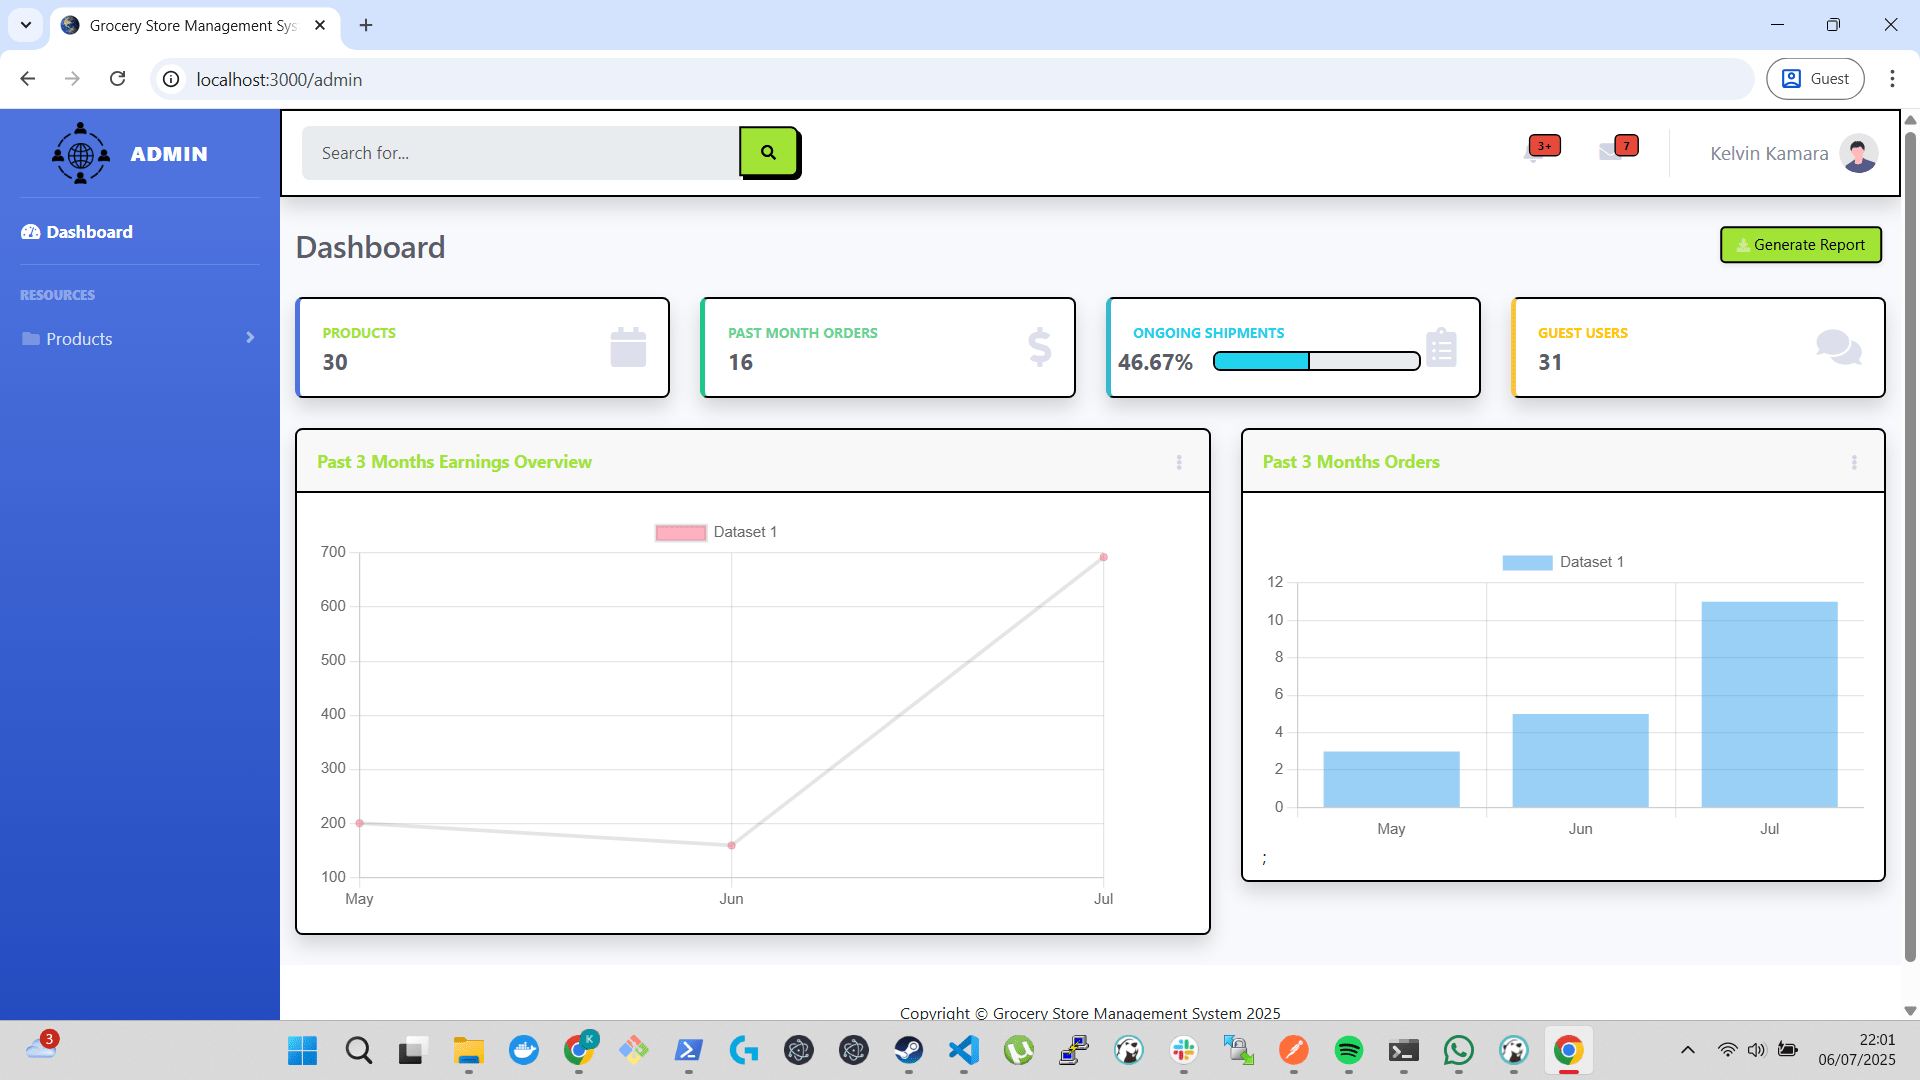 Grocery Store Management Sys
localhost:3000/admin
Guest
ADMIN
Search for...
3+
7
Kelvin Kamara
Dashboard
RESOURCES
Products
Dashboard
Generate Report
PRODUCTS
30
PAST MONTH ORDERS
16
ONGOING SHIPMENTS
46.67%
GUEST USERS
31
Past 3 Months Earnings Overview
Dataset 1
700
600
500
400
300
200
100
May Jun Jul
Past 3 Months Orders
Dataset 1
12
10
8
6
4
2
0
May Jun Jul
;
Copyright © Grocery Store Management System 2025
3
K
22:01
06/07/2025